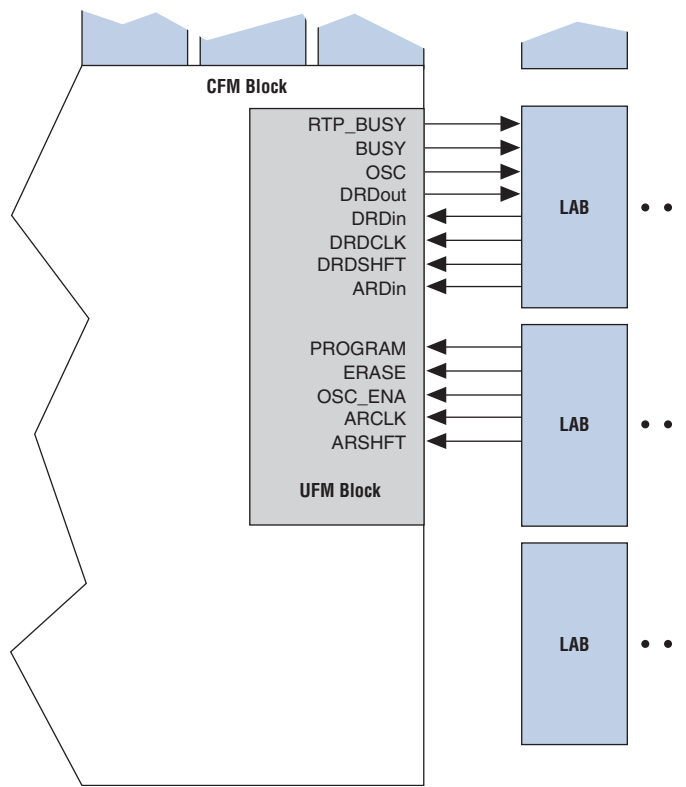 CFM Block
RTP_BUSY
BUSY
OSC
DRDout
DRDin
DRDCLK
DRDSHFT
ARDin
LAB
PROGRAM
ERASE
OSC_ENA
ARCLK
ARSHFT
LAB
UFM Block
LAB